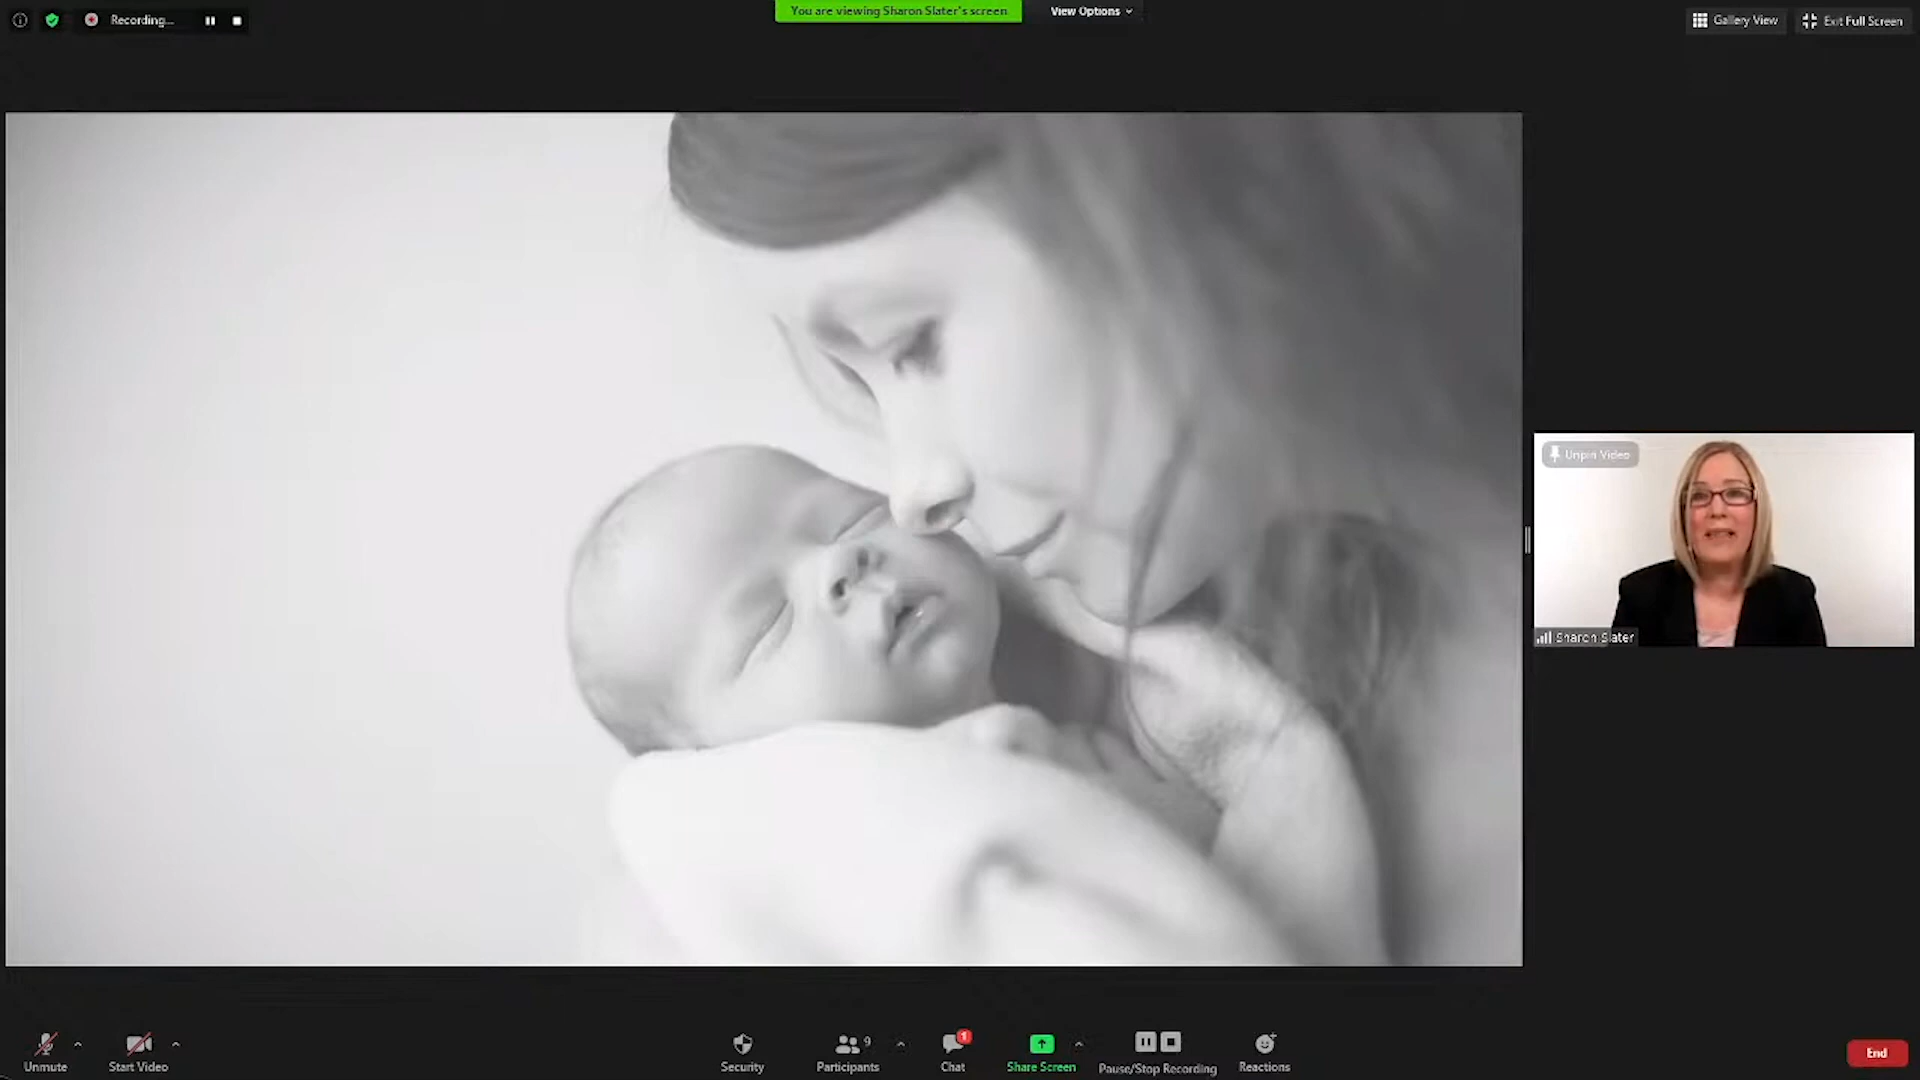 Recording...
You are viewing Sharon Slater's screen
View Options
Gallery View
Exit Full Screen
Unpin Video
Sharon Slater
Unmute
Start Video
Security
Participants
9
Chat
1
Share Screen
Pause/Stop Recording
Reactions
End